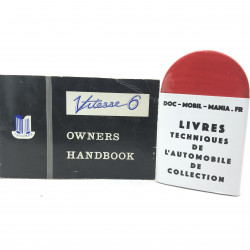 Vitesse 6
OWNERS
HANDBOOK
DOC-MOBIL-MANIA.FR
LIVRES
TECHNIQUES
DE
L'AUTOMOBILE
DE
COLLECTION